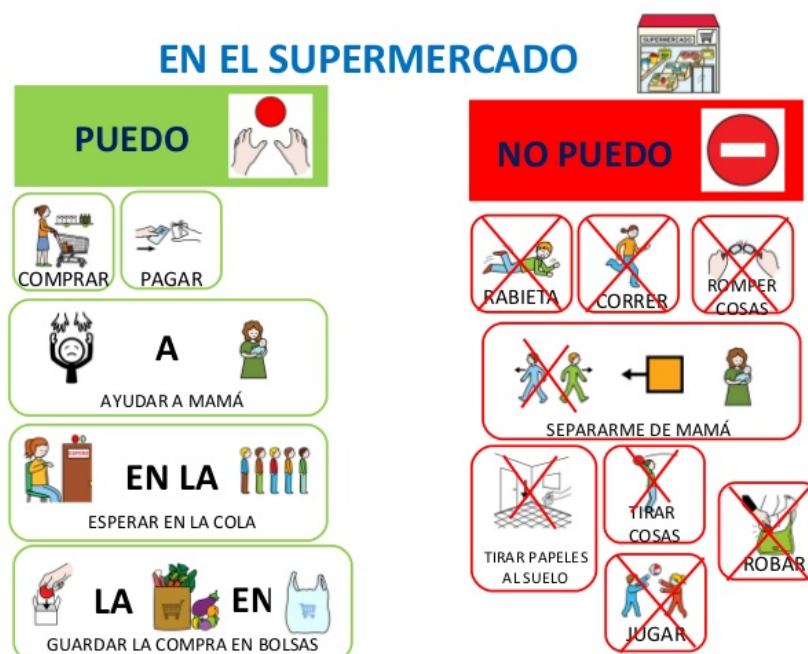 EN EL SUPERMERCADO
SUPERMERCADO
PUEDO
COMPRAR
PAGAR
A
AYUDAR A MAMÁ
EN LA
ESPERAR EN LA COLA
LA
EN
GUARDAR LA COMPRA EN BOLSAS
NO PUEDO
RABIETA
CORRER
ROMPER
COSAS
SEPARARME DE MAMÁ
TIRAR PAPELES
AL SUELO
TIRAR
COSAS
ROBAR
JUGAR